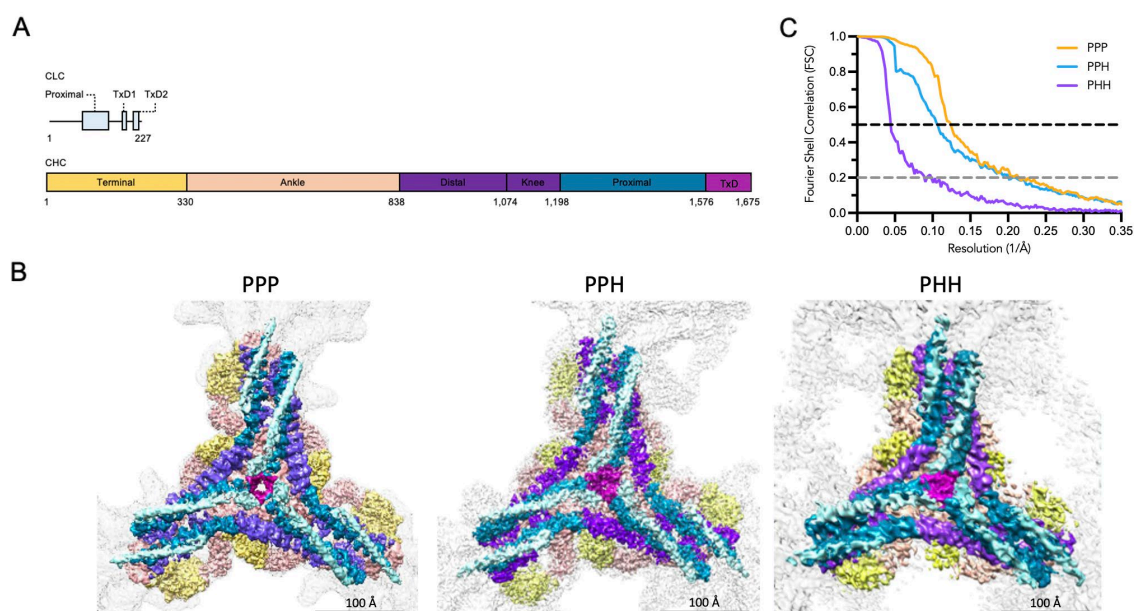 A
CLC
Proximal TxD1 TxD2
1 227
CHC
Terminal Ankle Distal Knee Proximal TxD
1 330 838 1,074 1,198 1,576 1,675
C
Fourier Shell Correlation (FSC)
1.0
0.8
0.6
0.4
0.2
0.0
0.00 0.05 0.10 0.15 0.20 0.25 0.30 0.35
Resolution (1/Å)
PPP
PPH
PHH
B
PPP PPH PHH
100 Å 100 Å 100 Å